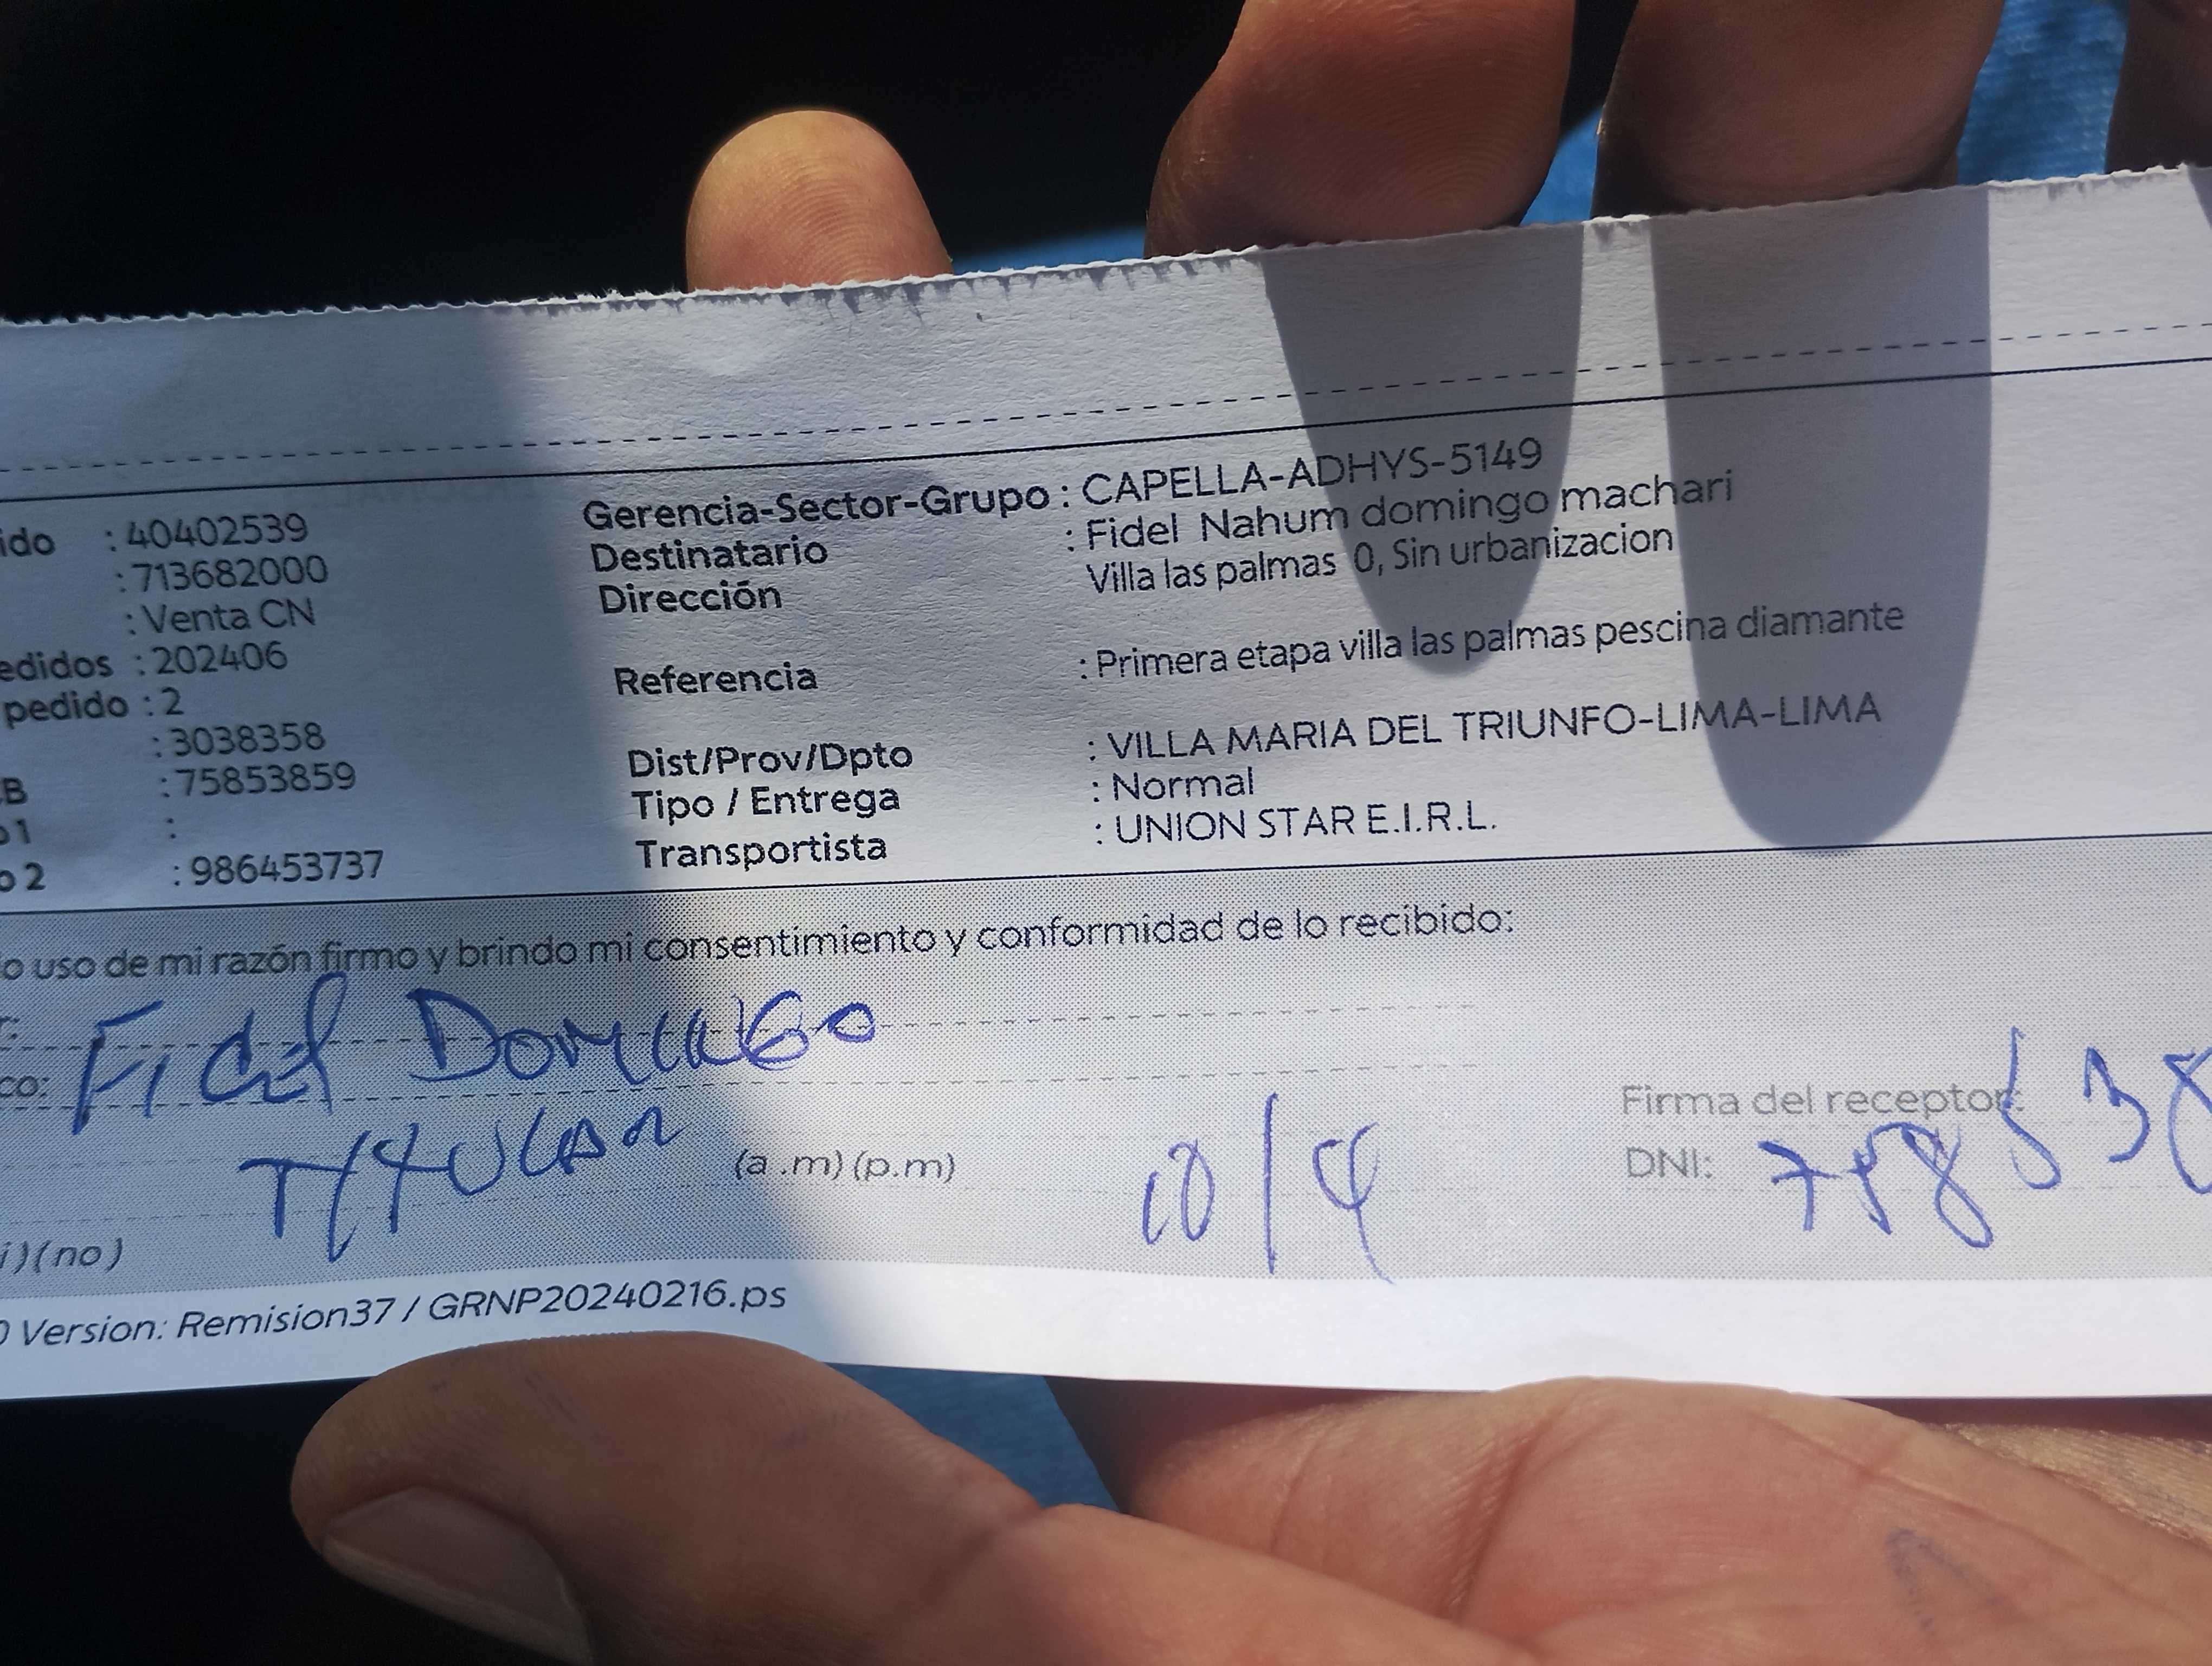 ido : 40402539 Gerencia-Sector-Grupo : CAPELLA-ADHYS-5149
: 713682000 Destinatario : Fidel Nahum domingo machari
: Venta CN Dirección Villa las palmas 0, Sin urbanizacion
edidos : 202406
pedido : 2 Referencia : Primera etapa villa las palmas pescina diamante
: 3038358
B : 75853859 Dist/Prov/Dpto : VILLA MARIA DEL TRIUNFO-LIMA-LIMA
o 1 : Tipo / Entrega : Normal
o 2 : 986453737 Transportista : UNION STAR E.I.R.L.
o uso de mi razón firmo y brindo mi consentimiento y conformidad de lo recibido:
Fidel Domingo
co:
Titular (a .m) (p.m) 10/4
Firma del receptor:
DNI: 758538
i) (no)
Version: Remision37 / GRNP20240216.ps